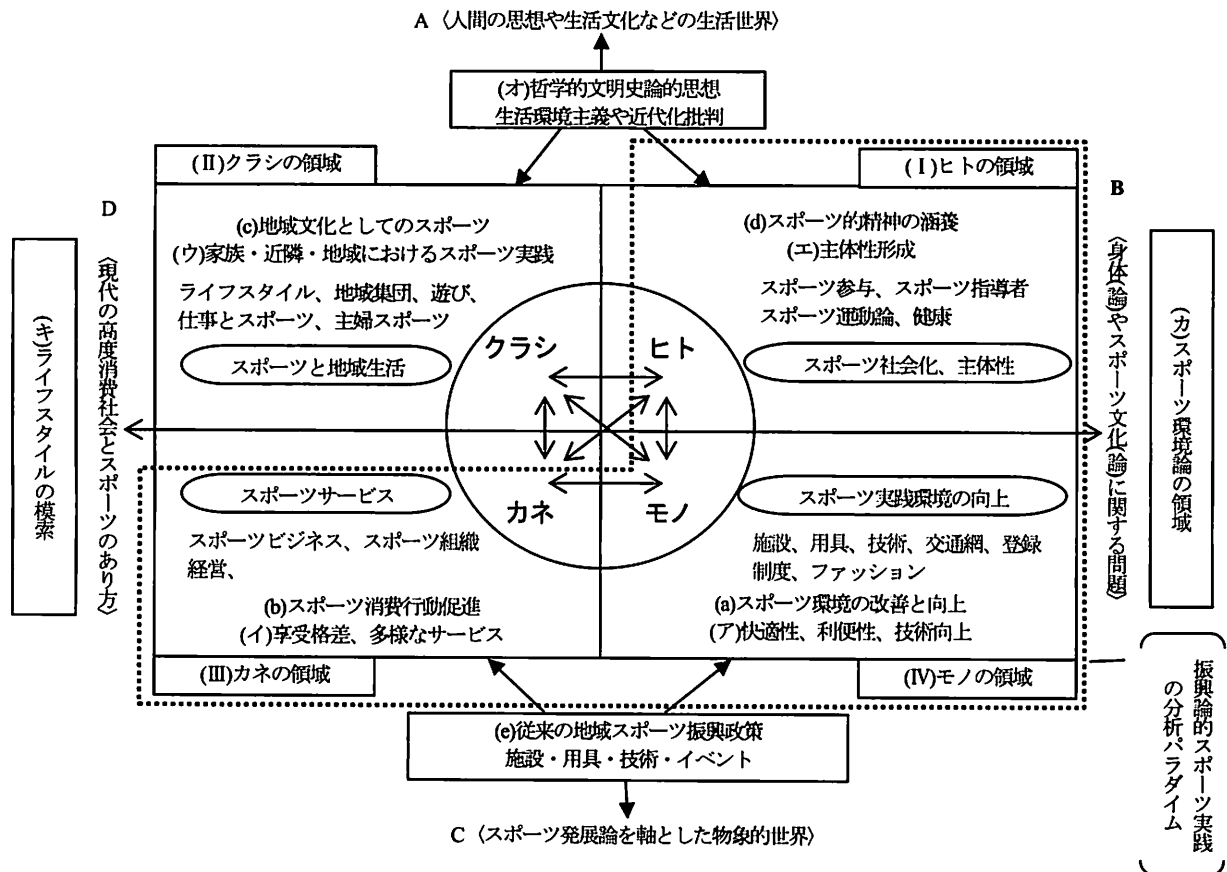 A〈人間の思想や生活文化などの生活世界〉
(オ)哲学的文明史論的思想
生活環境主義や近代化批判
(Ⅱ)クラシの領域
(Ⅰ)ヒトの領域
(c)地域文化としてのスポーツ
(ウ)家族・近隣・地域におけるスポーツ実践
ライフスタイル、地域集団、遊び、
仕事とスポーツ、主婦スポーツ
スポーツと地域生活
(d)スポーツ的精神の涵養
(エ)主体性形成
スポーツ参与、スポーツ指導者
スポーツ運動論、健康
スポーツ社会化、主体性
クラシ
ヒト
カネ
モノ
スポーツサービス
スポーツビジネス、スポーツ組織
経営、
(b)スポーツ消費行動促進
(イ)享受格差、多様なサービス
(Ⅲ)カネの領域
スポーツ実践環境の向上
施設、用具、技術、交通網、登録
制度、ファッション
(a)スポーツ環境の改善と向上
(ア)快適性、利便性、技術向上
(Ⅳ)モノの領域
(e)従来の地域スポーツ振興政策
施設・用具・技術・イベント
C〈スポーツ発展論を軸とした物象的世界〉
D
〈現代の高度消費社会とスポーツのあり方〉
(キ)ライフスタイルの模索
B
〈身体(論)やスポーツ文化(論)に関する問題〉
(カ)スポーツ環境論の領域
振興論的スポーツ実践
の分析パラダイム